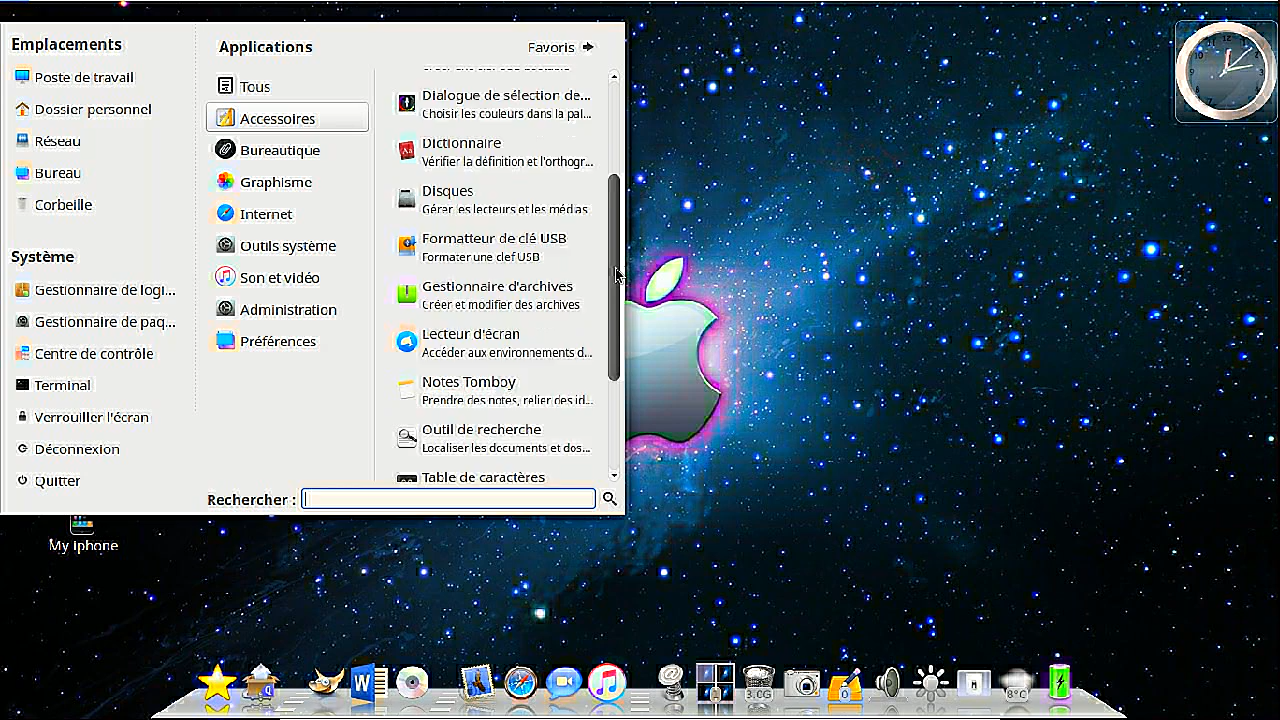 Emplacements
Poste de travail
Dossier personnel
Réseau
Bureau
Corbeille
Système
Gestionnaire de logi...
Gestionnaire de paq...
Centre de contrôle
Terminal
Verrouiller l'écran
Déconnexion
Quitter
Applications
Favoris
Tous
Accessoires
Bureautique
Graphisme
Internet
Outils système
Son et vidéo
Administration
Préférences
Dialogue de sélection de...
Choisir les couleurs dans la pal...
Dictionnaire
Vérifier la définition et l'orthogr...
Disques
Gérer les lecteurs et les médias
Formatteur de clé USB
Formater une clef USB
Gestionnaire d'archives
Créer et modifier des archives
Lecteur d'écran
Accéder aux environnements d...
Notes Tomboy
Prendre des notes, relier des id...
Outil de recherche
Localiser les documents et dos...
Table de caractères
Rechercher :
My iphone
W
3.CG
0
8°C